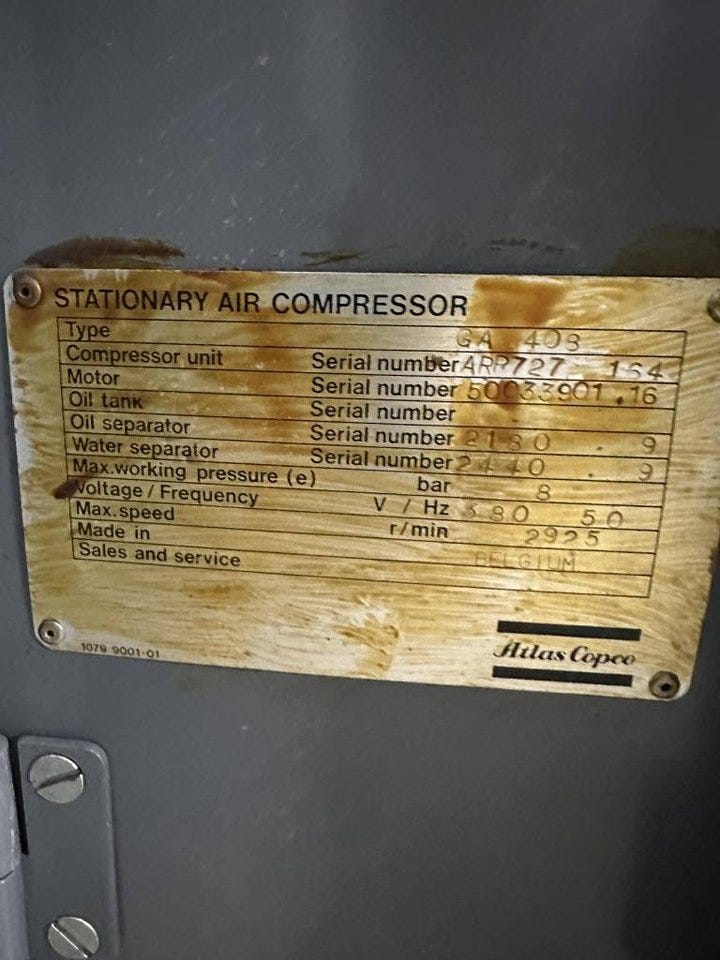 STATIONARY AIR COMPRESSOR
Type GA 408
Compressor unit Serial number ARP727 164
Motor Serial number 50033901.16
Oil tank Serial number
Oil separator Serial number 2180 . 9
Water separator Serial number 2440 . 9
Max.working pressure (e) bar 8
Voltage / Frequency V / Hz 380 50
Max.speed r/min 2925
Made in BELGIUM
Sales and service
1079 9001-01
Atlas Copco